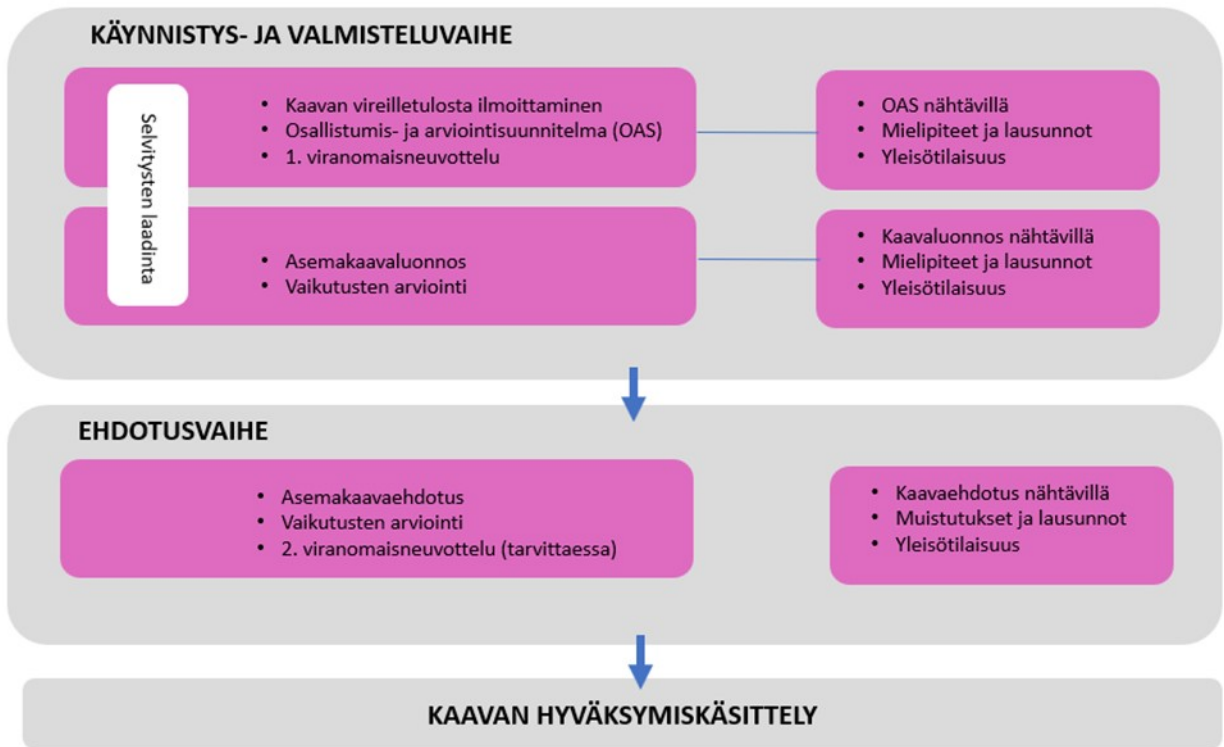 KÄYNNISTYS- JA VALMISTELUVAIHE
Selvitysten laadinta
• Kaavan vireilletulosta ilmoittaminen
• Osallistumis- ja arviointisuunnitelma (OAS)
• 1. viranomaisneuvottelu
• OAS nähtävillä
• Mielipiteet ja lausunnot
• Yleisötilaisuus
• Asemakaavaluonnos
• Vaikutusten arviointi
• Kaavaluonnos nähtävillä
• Mielipiteet ja lausunnot
• Yleisötilaisuus
EHDOTUSVAIHE
• Asemakaavaehdotus
• Vaikutusten arviointi
• 2. viranomaisneuvottelu (tarvittaessa)
• Kaavaehdotus nähtävillä
• Muistutukset ja lausunnot
• Yleisötilaisuus
KAAVAN HYVÄKSYMISKÄSITTELY